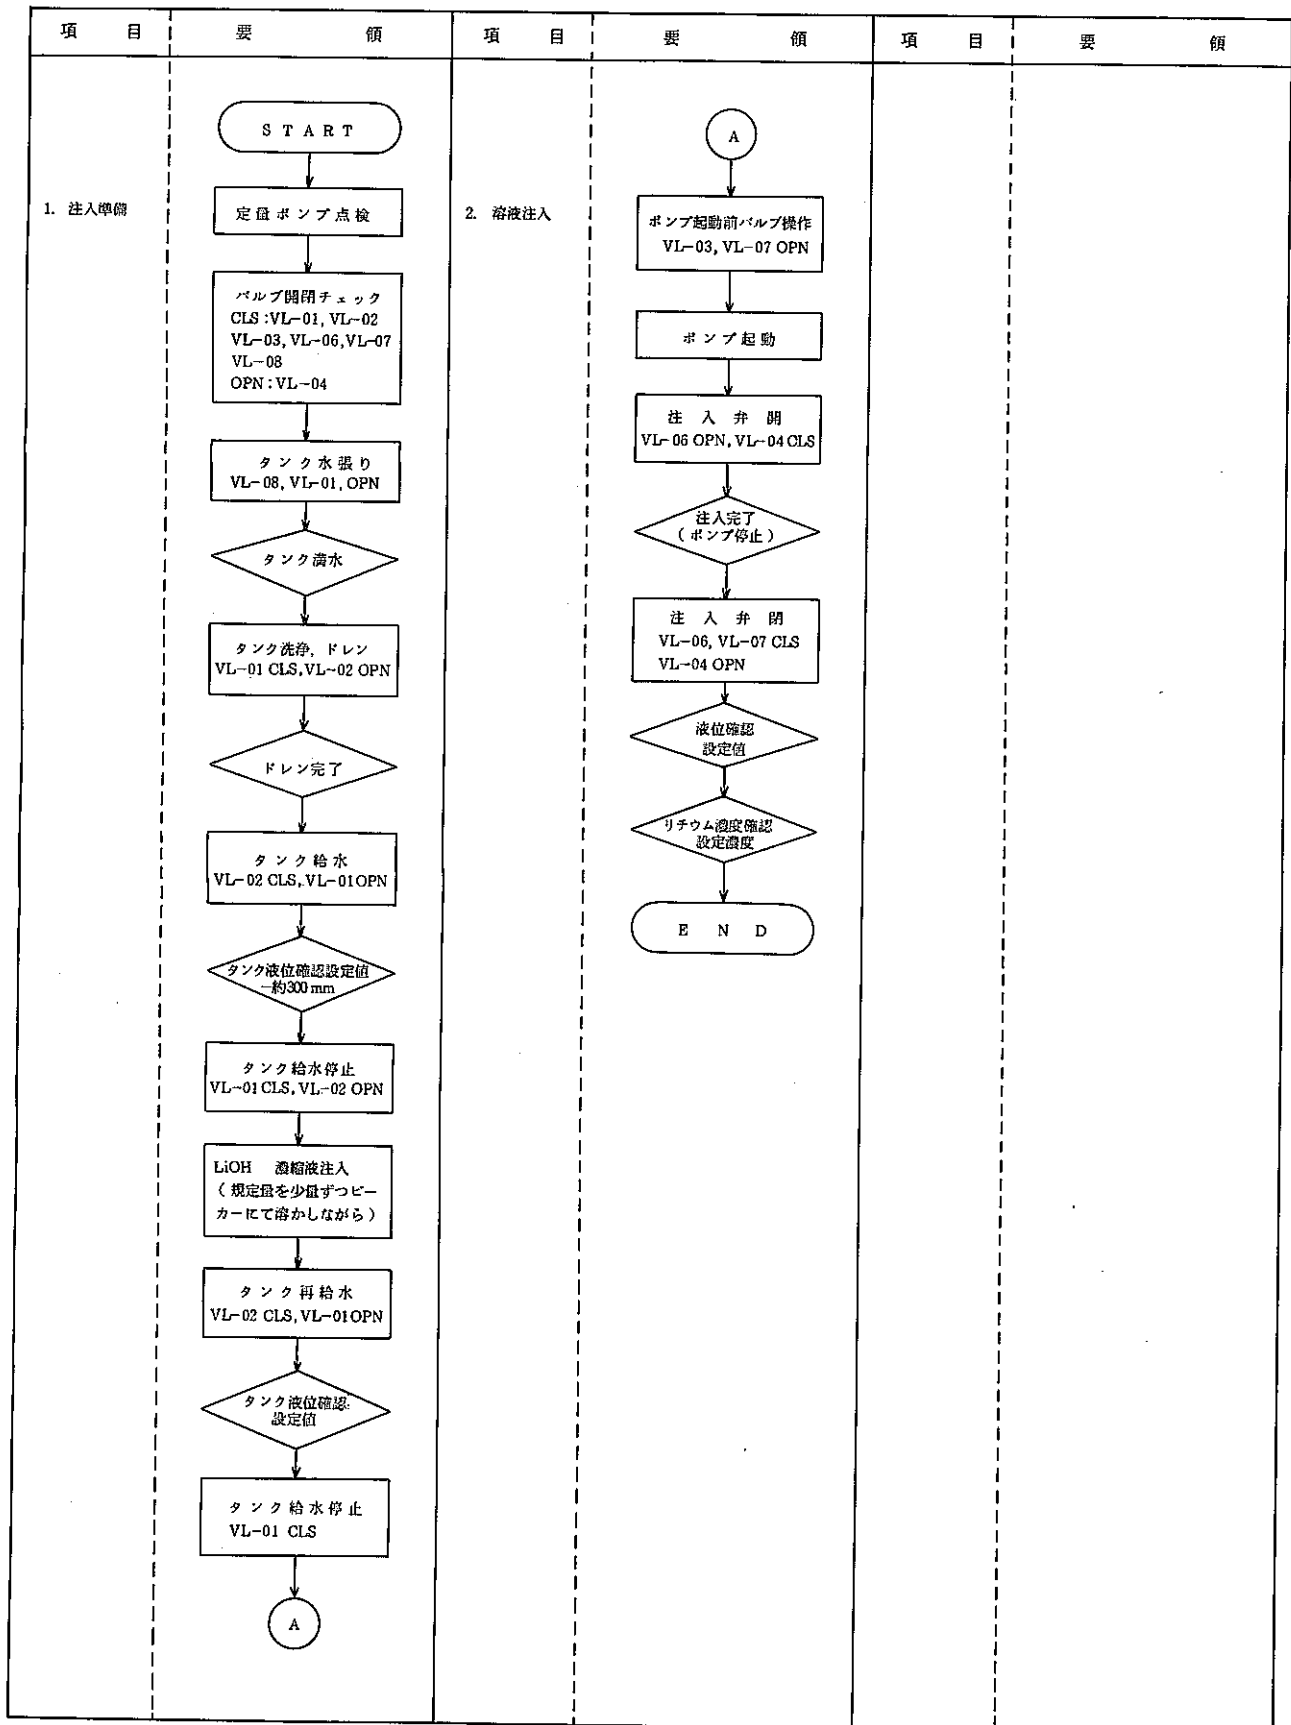 項 目 要 領 項 目 要 領 項 目 要 領
1. 注入準備
START
定量ポンプ点検
バルブ開閉チェック
CLS:VL-01, VL-02
VL-03, VL-06, VL-07
VL-08
OPN:VL-04
タンク水張り
VL-08, VL-01, OPN
タンク満水
タンク洗浄, ドレン
VL-01 CLS, VL-02 OPN
ドレン完了
タンク給水
VL-02 CLS, VL-01 OPN
タンク液位確認設定値
-約300mm
タンク給水停止
VL-01 CLS, VL-02 OPN
LiOH 濃縮液注入
(規定量を少量ずつビー
カーにて溶かしながら)
タンク再給水
VL-02 CLS, VL-01 OPN
タンク液位確認
設定値
タンク給水停止
VL-01 CLS
A
2. 溶液注入
A
ポンプ起動前バルブ操作
VL-03, VL-07 OPN
ポンプ起動
注入弁開
VL-06 OPN, VL-04 CLS
注入完了
(ポンプ停止)
注入弁閉
VL-06, VL-07 CLS
VL-04 OPN
液位確認
設定値
リチウム濃度確認
設定濃度
END